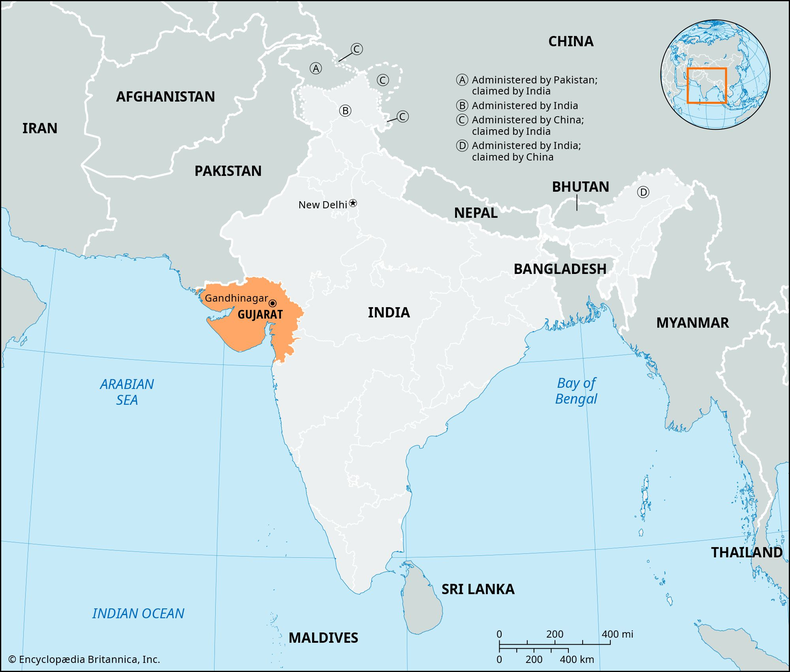 CHINA
C
A
C
AFGHANISTAN
A Administered by Pakistan;
claimed by India
B Administered by India
C Administered by China;
claimed by India
D Administered by India;
claimed by China
B
C
IRAN
PAKISTAN
BHUTAN
D
New Delhi
NEPAL
BANGLADESH
Gandhinagar
GUJARAT
INDIA
MYANMAR
ARABIAN
SEA
Bay of
Bengal
THAILAND
SRI LANKA
INDIAN OCEAN
MALDIVES
0 200 400 mi
0 200 400 km
© Encyclopædia Britannica, Inc.